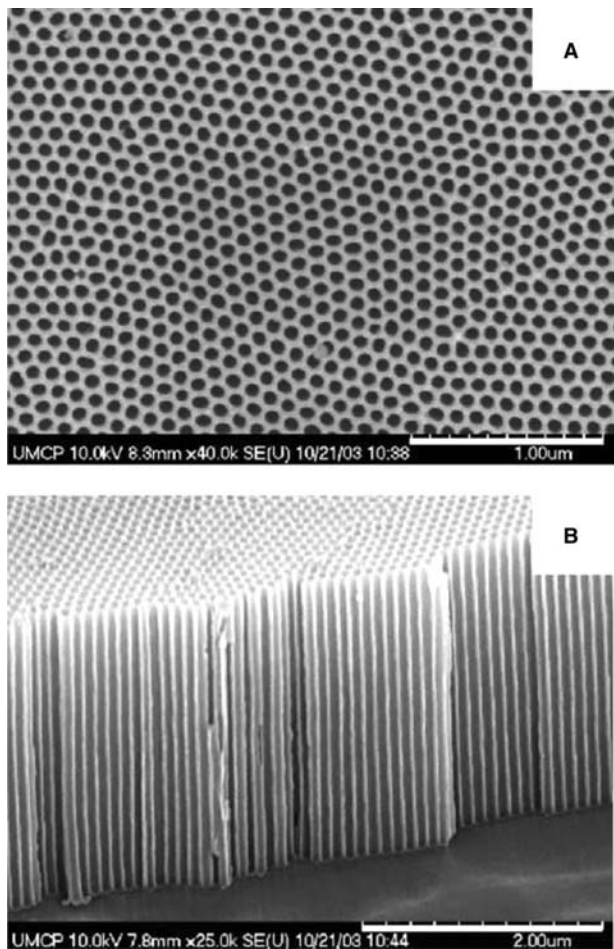 A
UMCP 10.0kV 8.3mm x40.0k SE(U) 10/21/03 10:38
1.00um
B
UMCP 10.0kV 7.8mm x25.0k SE(U) 10/21/03 10:44
2.00um